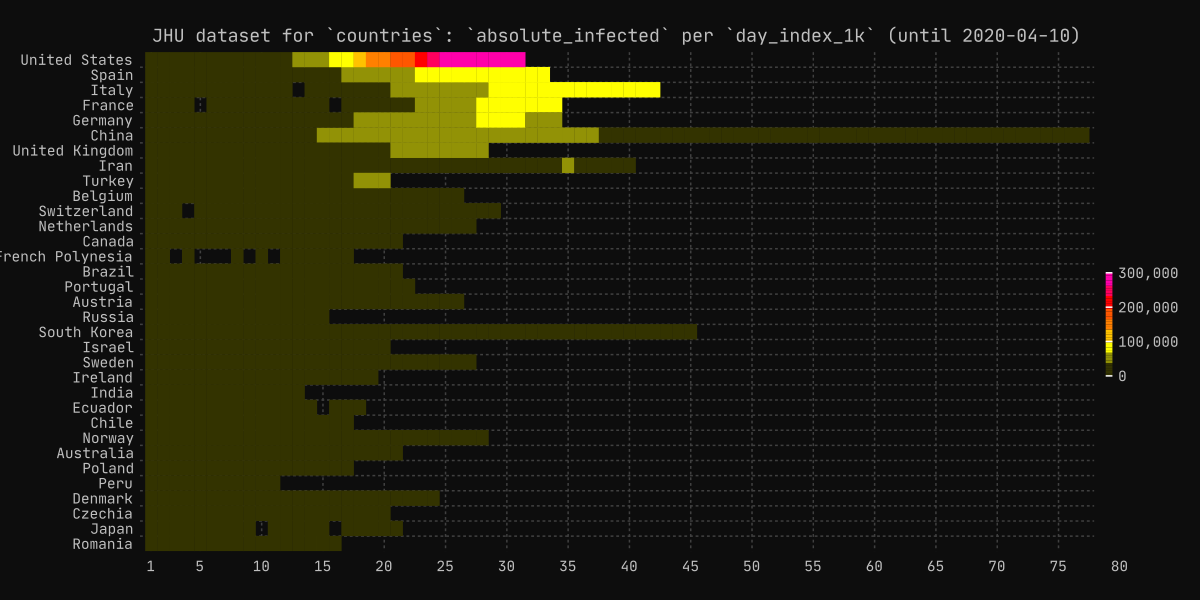 JHU dataset for `countries`: `absolute_infected` per `day_index_1k` (until 2020-04-10)
United States
Spain
Italy
France
Germany
China
United Kingdom
Iran
Turkey
Belgium
Switzerland
Netherlands
Canada
French Polynesia
Brazil
Portugal
Austria
Russia
South Korea
Israel
Sweden
Ireland
India
Ecuador
Chile
Norway
Australia
Poland
Peru
Denmark
Czechia
Japan
Romania
1 5 10 15 20 25 30 35 40 45 50 55 60 65 70 75 80
300,000
200,000
100,000
0